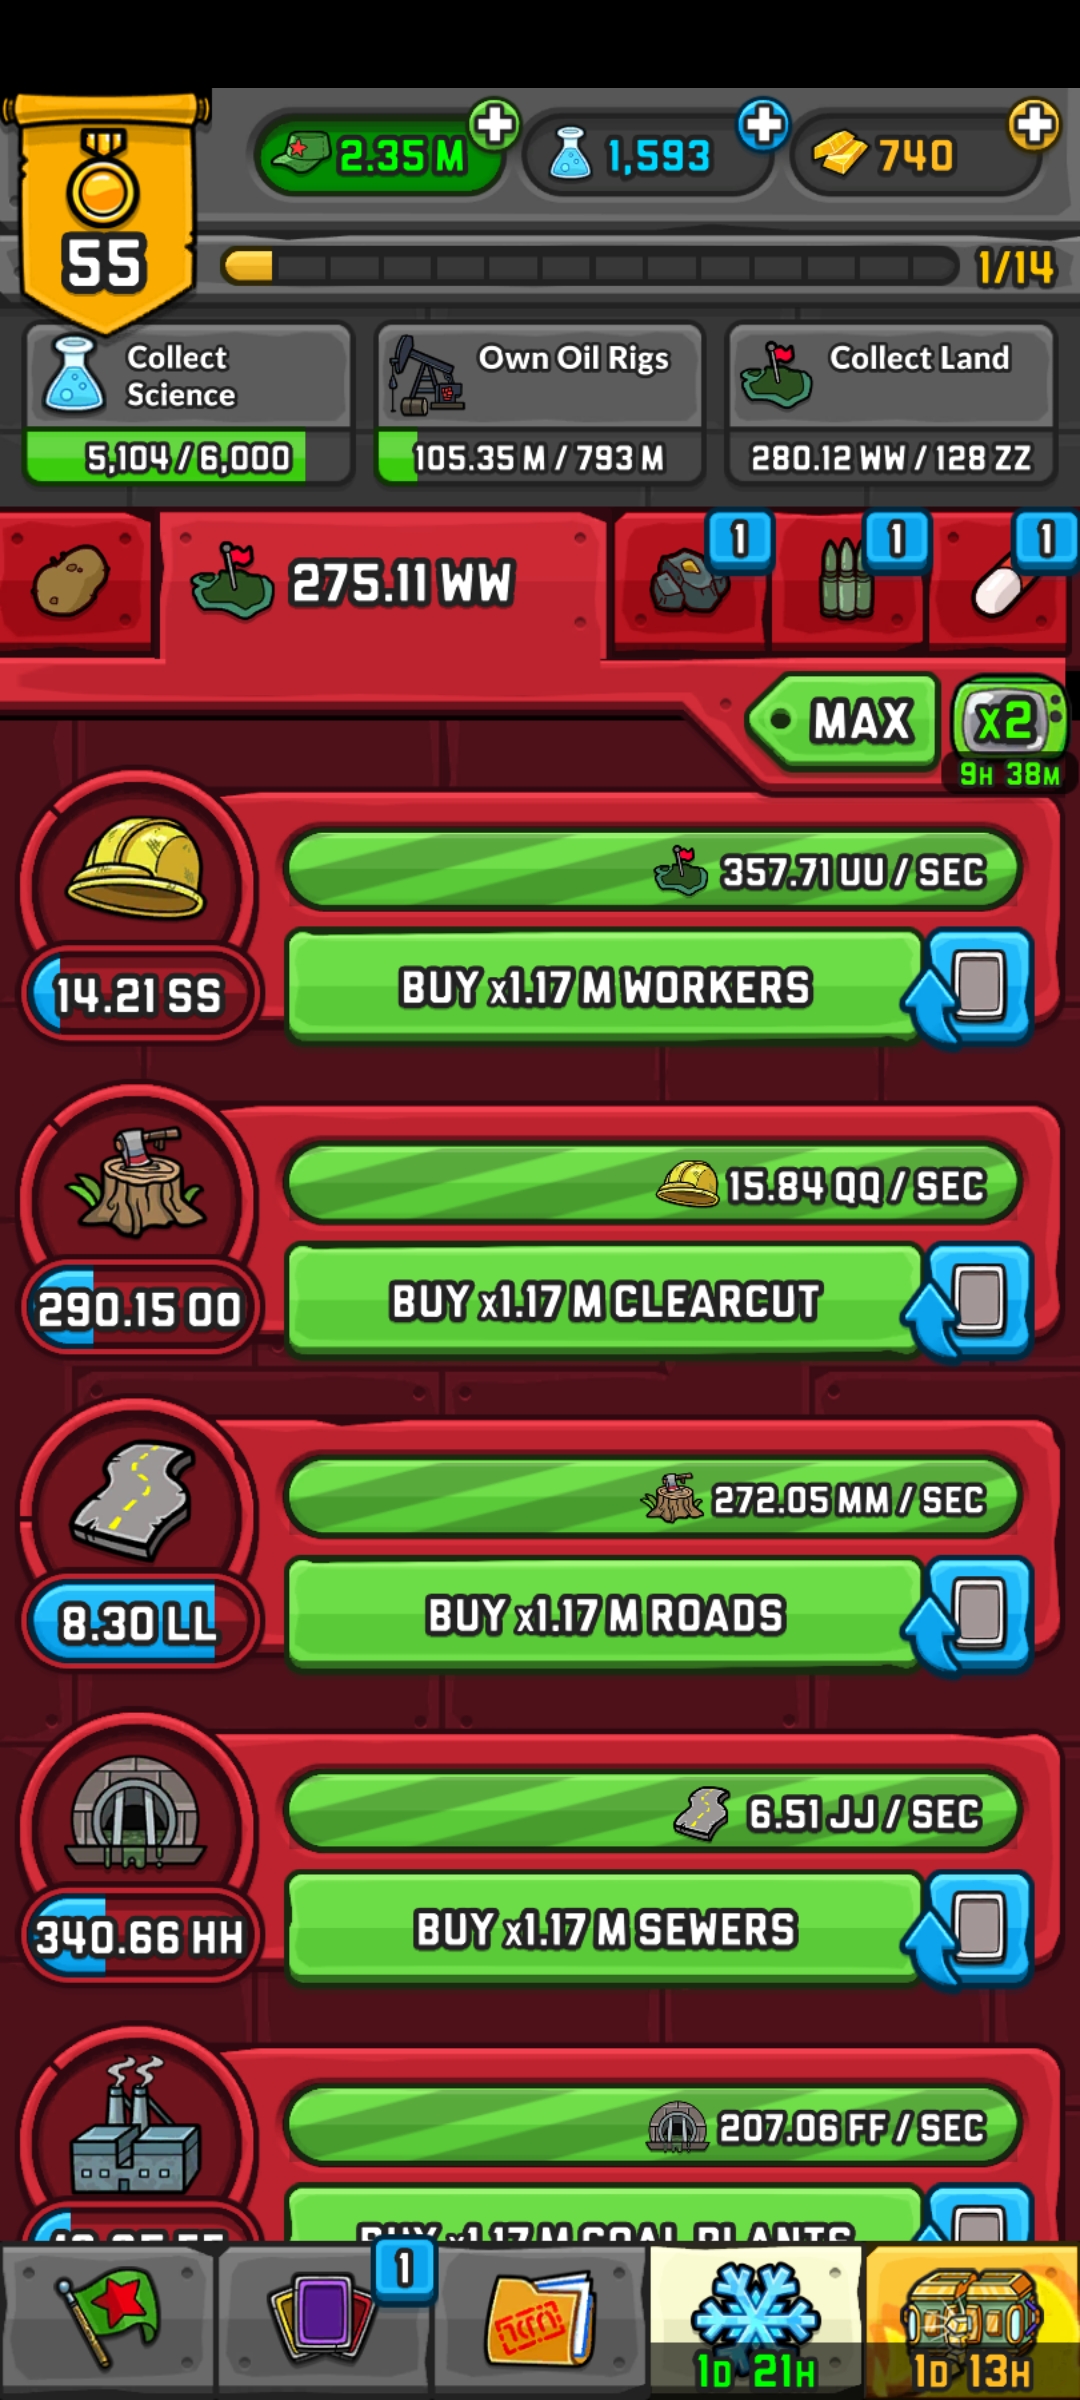 2.35 M
1,593
740
55
1/14
Collect
Science
Own Oil Rigs
Collect Land
5,104 / 6,000
105.35 M / 793 M
280.12 WW / 128 ZZ
275.11 WW
1
1
1
MAX
x2
9H 38M
357.71 UU / SEC
14.21 SS
BUY x1.17 M WORKERS
15.84 QQ / SEC
290.15 OO
BUY x1.17 M CLEARCUT
272.05 MM / SEC
8.30 LL
BUY x1.17 M ROADS
6.51 JJ / SEC
340.66 HH
BUY x1.17 M SEWERS
207.06 FF / SEC
BUY x1.17 M COAL PLANTS
1
1D 21H
1D 13H